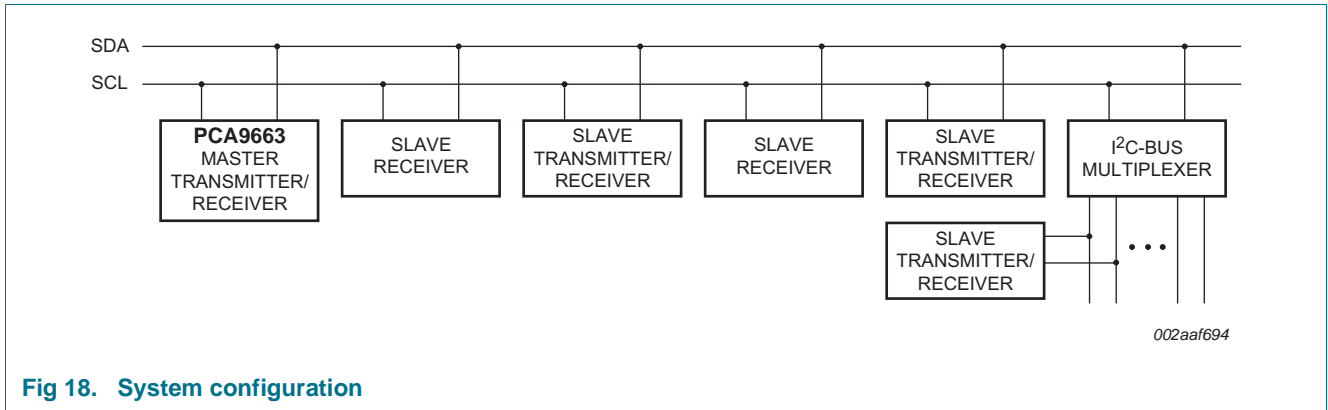 SDA
SCL
PCA9663
MASTER
TRANSMITTER/
RECEIVER
SLAVE
RECEIVER
SLAVE
TRANSMITTER/
RECEIVER
SLAVE
RECEIVER
SLAVE
TRANSMITTER/
RECEIVER
I²C-BUS
MULTIPLEXER
SLAVE
TRANSMITTER/
RECEIVER
002aaf694
Fig 18. System configuration